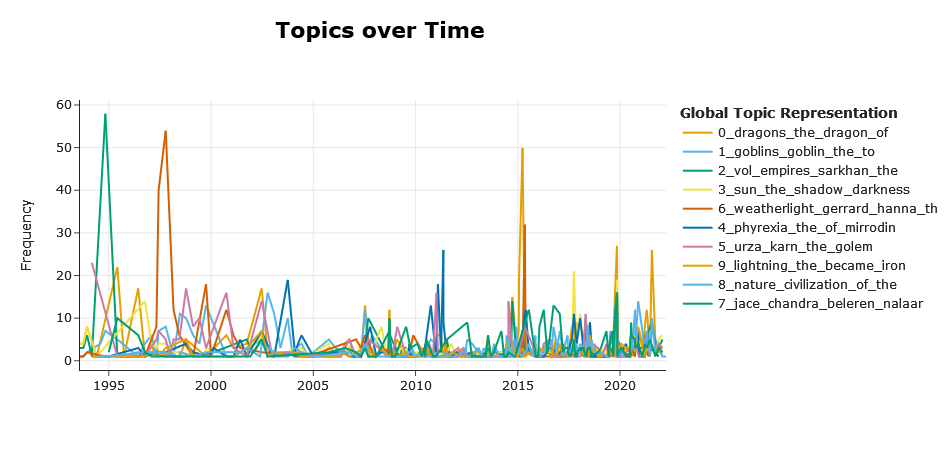 Topics over Time
Global Topic Representation
0_dragons_the_dragon_of
1_goblins_goblin_the_to
2_vol_empires_sarkhan_the
3_sun_the_shadow_darkness
6_weatherlight_gerrard_hanna_th
4_phyrexia_the_of_mirrodin
5_urza_karn_the_golem
9_lightning_the_became_iron
8_nature_civilization_of_the
7_jace_chandra_beleren_nalaar
Frequency
60
50
40
30
20
10
0
1995 2000 2005 2010 2015 2020